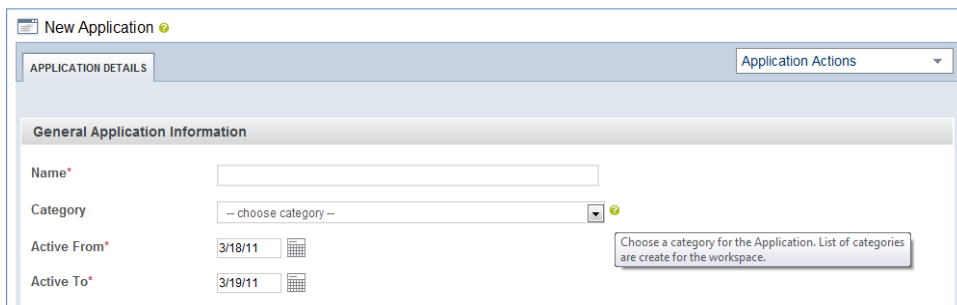 New Application
APPLICATION DETAILS
Application Actions
General Application Information
Name*
Category
-- choose category --
Choose a category for the Application. List of categories
are create for the workspace.
Active From*
3/18/11
Active To*
3/19/11